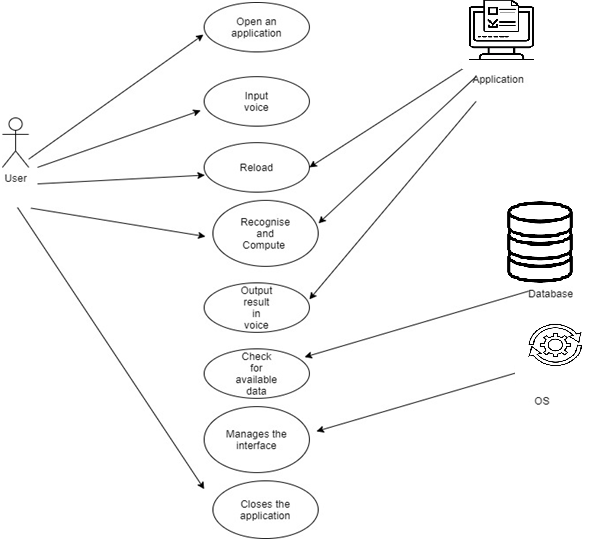 Open an
application
Application
Input
voice
Reload
User
Recognise
and
Compute
Output
result
in
voice
Database
Check
for
available
data
OS
Manages the
interface
Closes the
application